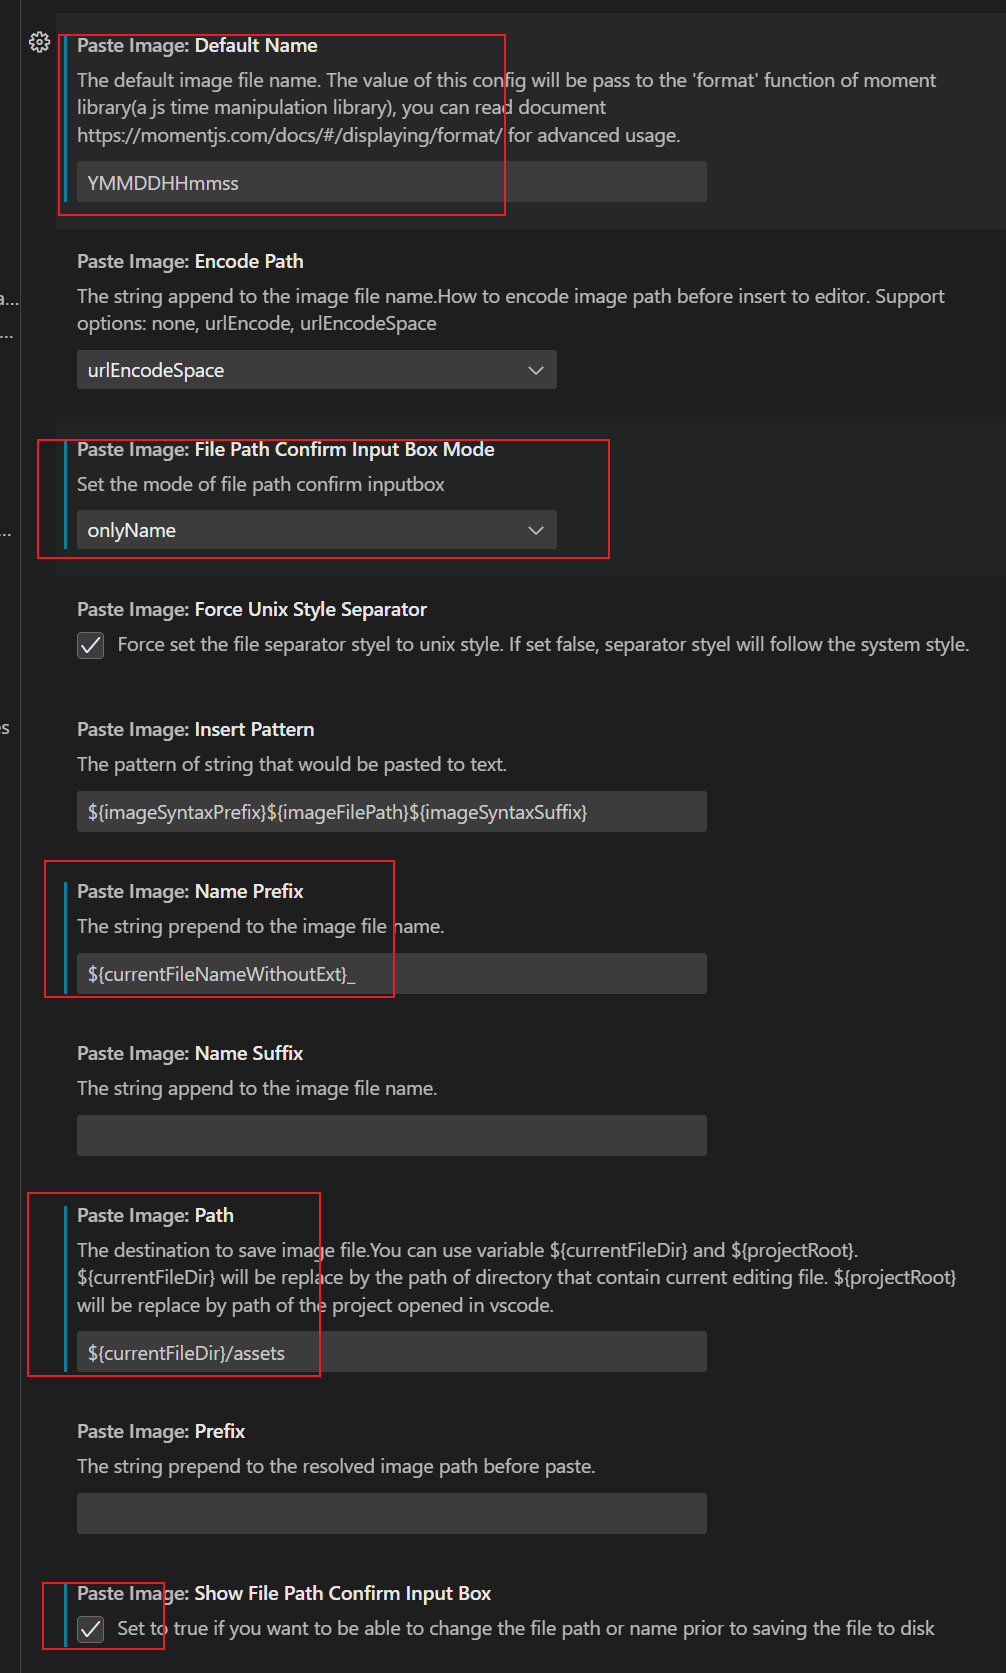 Paste Image: Default Name
The default image file name. The value of this config will be pass to the 'format' function of moment
library(a js time manipulation library), you can read document
https://momentjs.com/docs/#/displaying/format/ for advanced usage.
YMMDDHHmmss
Paste Image: Encode Path
a...
The string append to the image file name.How to encode image path before insert to editor. Support
options: none, urlEncode, urlEncodeSpace
...
urlEncodeSpace
Paste Image: File Path Confirm Input Box Mode
Set the mode of file path confirm inputbox
onlyName
...
Paste Image: Force Unix Style Separator
Force set the file separator styel to unix style. If set false, separator styel will follow the system style.
Paste Image: Insert Pattern
es
The pattern of string that would be pasted to text.
${imageSyntaxPrefix}${imageFilePath}${imageSyntaxSuffix}
Paste Image: Name Prefix
The string prepend to the image file name.
${currentFileNameWithoutExt}_
Paste Image: Name Suffix
The string append to the image file name.
Paste Image: Path
The destination to save image file.You can use variable ${currentFileDir} and ${projectRoot}.
${currentFileDir} will be replace by the path of directory that contain current editing file. ${projectRoot}
will be replace by path of the project opened in vscode.
${currentFileDir}/assets
Paste Image: Prefix
The string prepend to the resolved image path before paste.
Paste Image: Show File Path Confirm Input Box
Set to true if you want to be able to change the file path or name prior to saving the file to disk